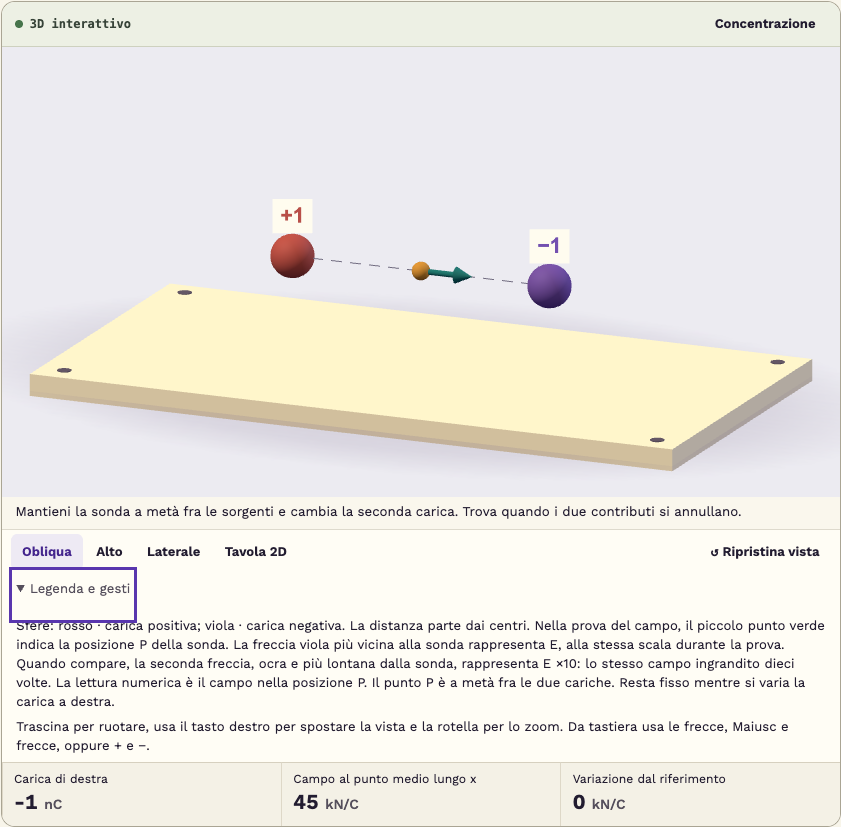 3D interattivo
Concentrazione
+1
−1
Mantieni la sonda a metà fra le sorgenti e cambia la seconda carica. Trova quando i due contributi si annullano.
Obliqua Alto Laterale Tavola 2D
↺ Ripristina vista
▼ Legenda e gesti
Sfere: rosso · carica positiva; viola · carica negativa. La distanza parte dai centri. Nella prova del campo, il piccolo punto verde
indica la posizione P della sonda. La freccia viola più vicina alla sonda rappresenta E, alla stessa scala durante la prova.
Quando compare, la seconda freccia, ocra e più lontana dalla sonda, rappresenta E ×10: lo stesso campo ingrandito dieci
volte. La lettura numerica è il campo nella posizione P. Il punto P è a metà fra le due cariche. Resta fisso mentre si varia la
carica a destra.
Trascina per ruotare, usa il tasto destro per spostare la vista e la rotella per lo zoom. Da tastiera usa le frecce, Maiusc e
frecce, oppure + e −.
Carica di destra
-1 nC
Campo al punto medio lungo x
45 kN/C
Variazione dal riferimento
0 kN/C